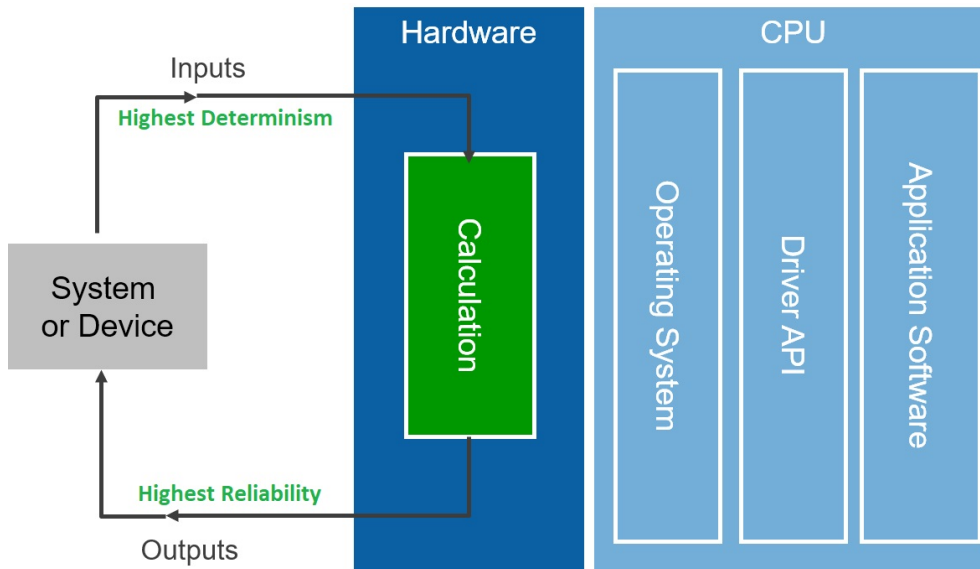 Hardware
CPU
Inputs
Highest Determinism
System
or Device
Calculation
Operating System
Driver API
Application Software
Highest Reliability
Outputs